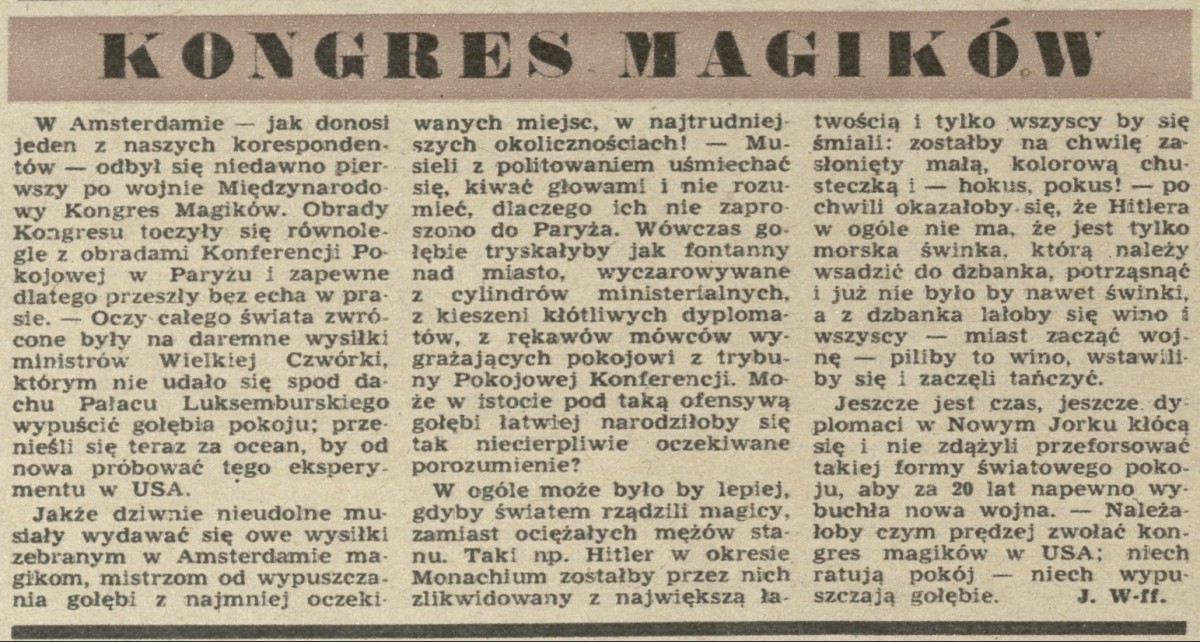 KONGRES MAGIKÓW
W Amsterdamie — jak donosi
jeden z naszych koresponden-
tów — odbył się niedawno pier-
wszy po wojnie Międzynarodo-
wy Kongres Magików. Obrady
Kongresu toczyły się równole-
gle z obradami Konferencji Po-
kojowej w Paryżu i zapewne
dlatego przeszły bez echa w pra-
sie. — Oczy całego świata zwró-
cone były na daremne wysiłki
ministrów Wielkiej Czwórki,
którym nie udało się spod da-
chu Pałacu Luksemburskiego
wypuścić gołębia pokoju; prze-
nieśli się teraz za ocean, by od
nowa próbować tego ekspery-
mentu w USA.
Jakże dziwnie nieudolne mu-
siały wydawać się owe wysiłki
zebranym w Amsterdamie ma-
gikom, mistrzom od wypuszcza-
nia gołębi z najmniej oczeki-
wanych miejsc, w najtrudniej-
szych okolicznościach! — Mu-
sieli z politowaniem uśmiechać
się, kiwać głowami i nie rozu-
mieć, dlaczego ich nie zapro-
szono do Paryża. Wówczas go-
łębie tryskałyby jak fontanny
nad miasto, wyczarowywane
z cylindrów ministerialnych,
z kieszeni kłótliwych dyploma-
tów, z rękawów mówców wy-
grażających pokojowi z trybu-
ny Pokojowej Konferencji. Mo-
że w istocie pod taką ofensywą
gołębi łatwiej narodziłoby się
tak niecierpliwie oczekiwane
porozumienie?
W ogóle może było by lepiej,
gdyby światem rządzili magicy,
zamiast ociężałych mężów sta-
nu. Taki np. Hitler w okresie
Monachium zostałby przez nich
zlikwidowany z największą ła-
twością i tylko wszyscy by się
śmiali: zostałby na chwilę za-
słonięty małą, kolorową chu-
steczką i — hokus, pokus! — po
chwili okazałoby się, że Hitlera
w ogóle nie ma, że jest tylko
morska świnka, którą należy
wsadzić do dzbanka, potrząsnąć
i już nie było by nawet świnki,
a z dzbanka lałoby się wino i
wszyscy — miast zacząć woj-
nę — piliby to wino, wstawili-
by się i zaczęli tańczyć.
Jeszcze jest czas, jeszcze dy-
plomaci w Nowym Jorku kłócą
się i nie zdążyli przeforsować
takiej formy światowego poko-
ju, aby za 20 lat napewno wy-
buchła nowa wojna. — Należa-
łoby czym prędzej zwołać kon-
gres magików w USA; niech
ratują pokój — niech wypu-
szczają gołębie. J. W-ff.